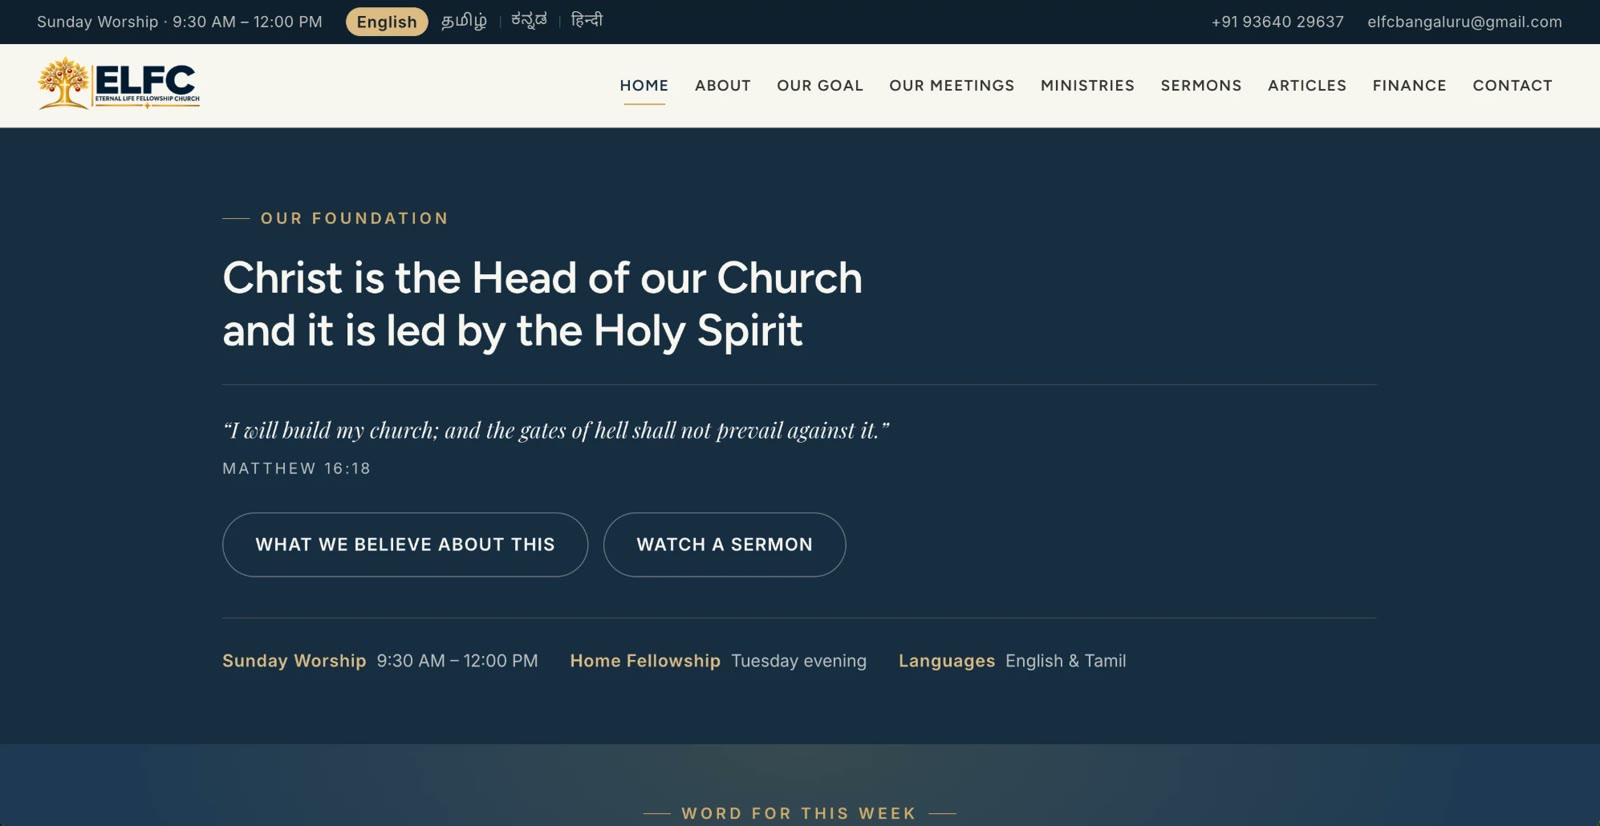 Sunday Worship · 9:30 AM – 12:00 PM
English
தமிழ்
ಕನ್ನಡ
हिन्दी
+91 93640 29637
elfcbangaluru@gmail.com
ELFC
ETERNAL LIFE FELLOWSHIP CHURCH
HOME
ABOUT
OUR GOAL
OUR MEETINGS
MINISTRIES
SERMONS
ARTICLES
FINANCE
CONTACT
OUR FOUNDATION
Christ is the Head of our Church
and it is led by the Holy Spirit
“I will build my church; and the gates of hell shall not prevail against it.”
MATTHEW 16:18
WHAT WE BELIEVE ABOUT THIS
WATCH A SERMON
Sunday Worship 9:30 AM – 12:00 PM
Home Fellowship Tuesday evening
Languages English & Tamil
WORD FOR THIS WEEK